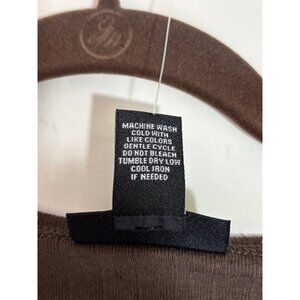 MACHINE WASH
COLD WITH
LIKE COLORS
GENTLE CYCLE
DO NOT BLEACH
TUMBLE DRY LOW
COOL IRON
IF NEEDED